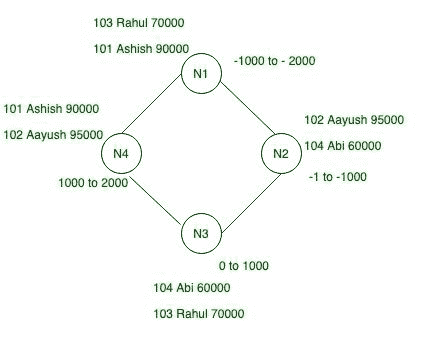 103 Rahul 70000
101 Ashish 90000
N1
-1000 to - 2000
101 Ashish 90000
102 Aayush 95000
N4
1000 to 2000
102 Aayush 95000
104 Abi 60000
N2
-1 to -1000
N3
0 to 1000
104 Abi 60000
103 Rahul 70000